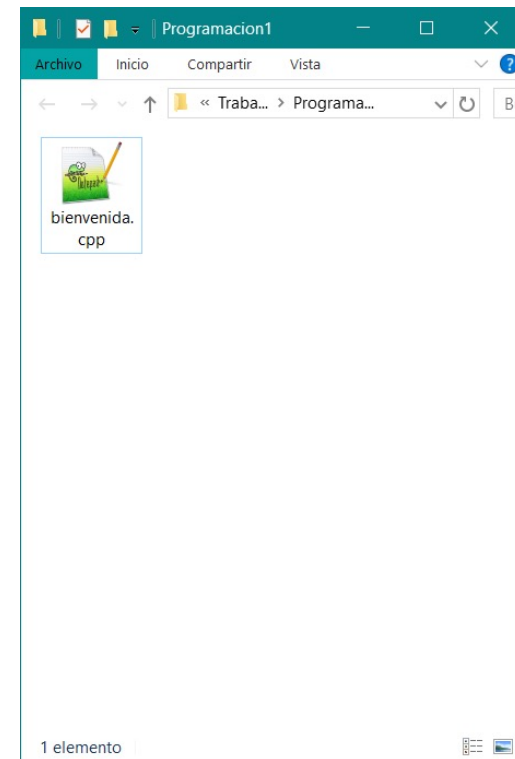 Programacion1
Archivo Inicio Compartir Vista ?
« Traba... > Programa... B
bienvenida.
cpp
1 elemento